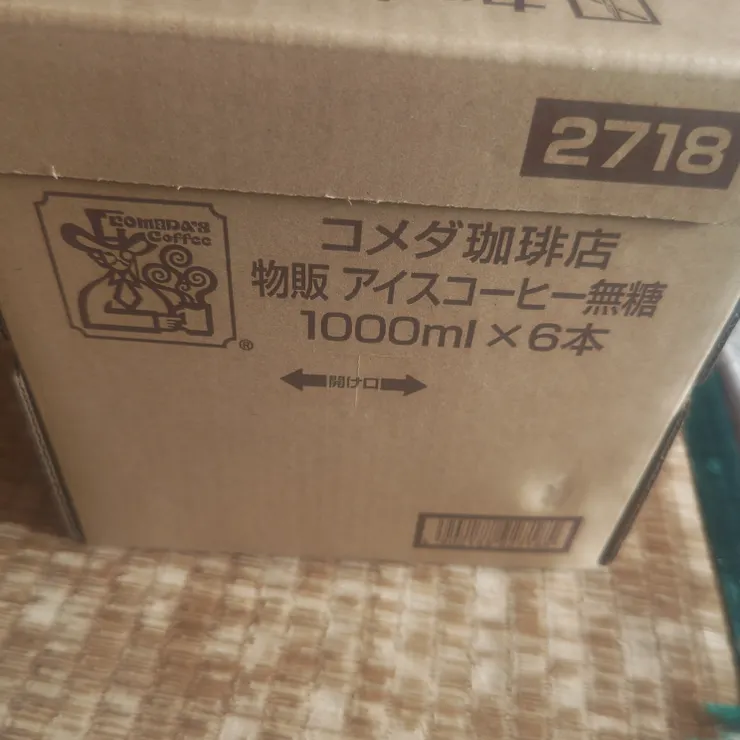 2718
KOMEDA'S
Coffee
コメダ珈琲店
物販 アイスコーヒー無糖
1000ml×6本
®
開け口